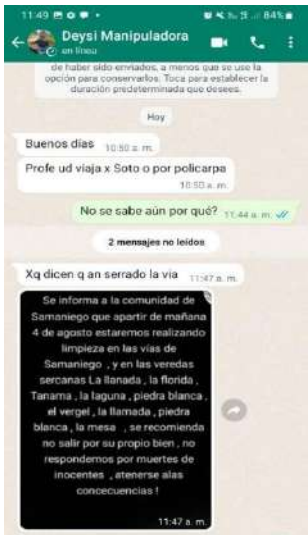 11:49
84%
Deysi Manipuladora
en línea
de haber sido enviados, a menos que se use la
opción para conservarlos. Toca para establecer la
duración predeterminada que desees.
Hoy
Buenos días 10:50 a. m.
Profe ud viaja x Soto o por policarpa
10:50 a. m.
No se sabe aún por qué? 11:44 a. m.
2 mensajes no leídos
Xq dicen q an serrado la via 11:47 a. m.
Se informa a la comunidad de
Samaniego que apartir de mañana
4 de agosto estaremos realizando
limpieza en las vias de
Samaniego , y en las veredas
sercanas La llanada , la florida ,
Tanama , la laguna , piedra blanca ,
el vergel , la llamada , piedra
blanca , la mesa , se recomienda
no salir por su propio bien , no
respondemos por muertes de
inocentes , atenerse alas
concecuencias !
11:47 a. m.